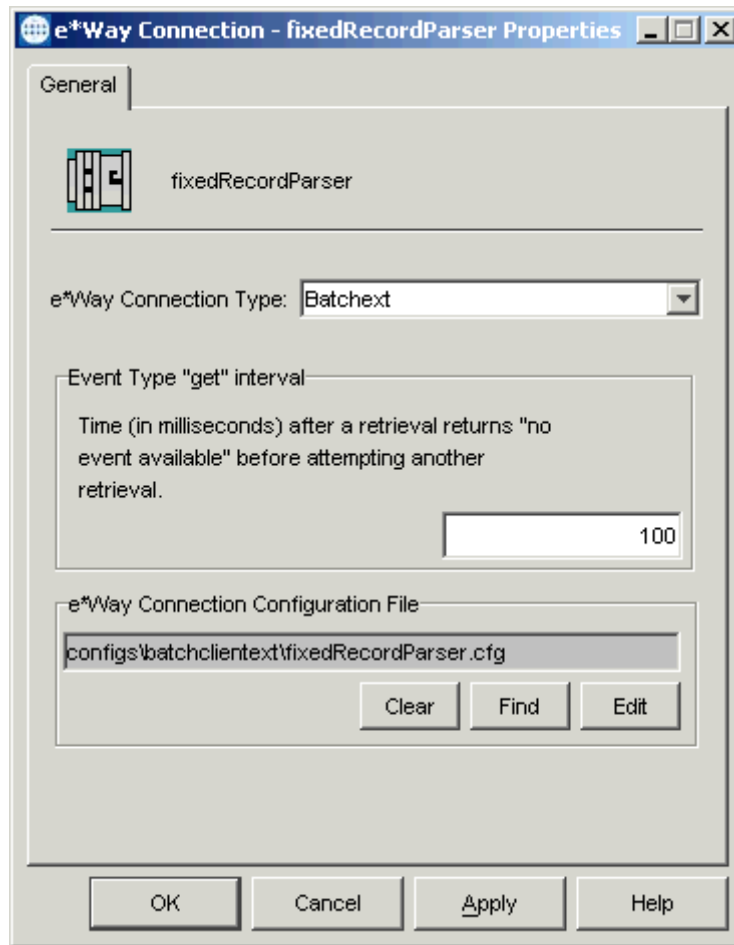 e*Way Connection - fixedRecordParser Properties
General
fixedRecordParser
e*Way Connection Type: Batchext
Event Type "get" interval
Time (in milliseconds) after a retrieval returns "no
event available" before attempting another
retrieval.
100
e*Way Connection Configuration File
configs\batchclientext\fixedRecordParser.cfg
Clear Find Edit
OK Cancel Apply Help